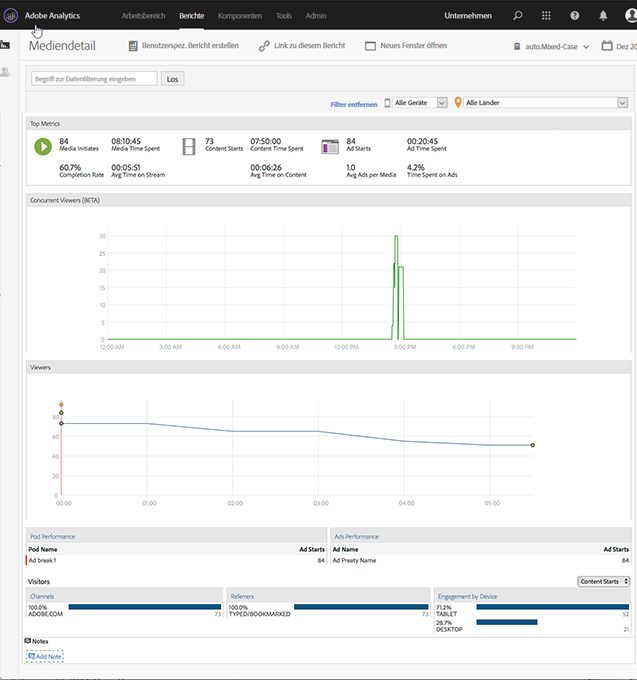 Adobe Analytics Arbeitsbereich Berichte Komponenten Tools Admin Unternehmen
Mediendetail Benutzerspez. Bericht erstellen Link zu diesem Bericht Neues Fenster öffnen auto.Mixed-Case Dez 20
Begriff zur Datenfilterung eingeben Los
Filter entfernen Alle Geräte Alle Länder
Top Metrics
84 08:10:45 73 07:50:00 84 00:20:45
Media Initiates Media Time Spent Content Starts Content Time Spent Ad Starts Ad Time Spent
60.7% 00:05:51 00:06:26 1.0 4.2%
Completion Rate Avg Time on Stream Avg Time on Content Avg Ads per Media Time Spent on Ads
Concurrent Viewers (BETA)
30
25
20
15
10
5
0
12:00 AM 3:00 AM 6:00 AM 9:00 AM 12:00 PM 3:00 PM 6:00 PM 9:00 PM
Viewers
80
60
40
20
0
00:00 01:00 02:00 03:00 04:00 05:00
Pod Performance Ads Performance
Pod Name Ad Starts Ad Name Ad Starts
Ad break 1 84 Ad Preety Name 84
Visitors Content Starts
Channels Referrers Engagement by Device
100.0% 100.0% 71.2%
ADOBE.COM 73 TYPED/BOOKMARKED 73 TABLET 52
28.7%
DESKTOP 21
Notes
Add Note